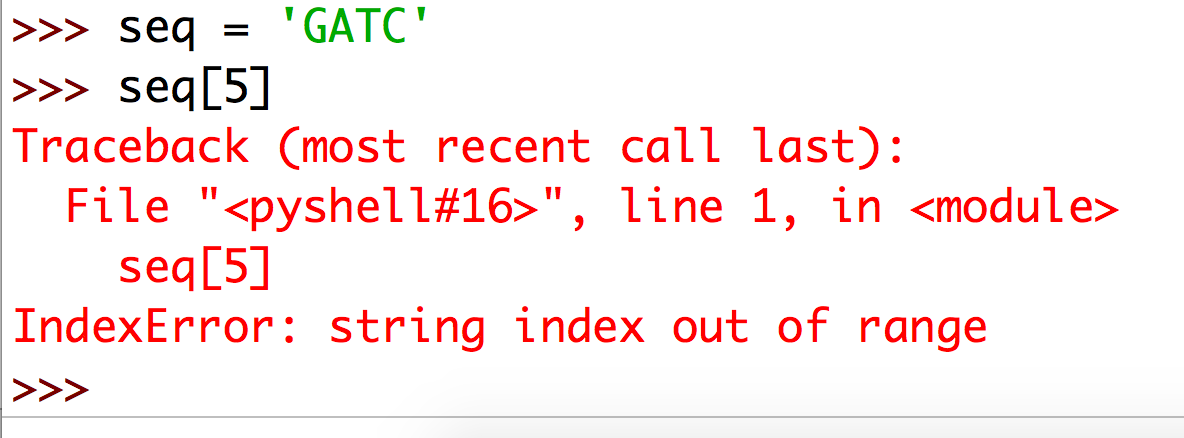 >>> seq = 'GATC'
>>> seq[5]
Traceback (most recent call last):
  File "<pyshell#16>", line 1, in <module>
    seq[5]
IndexError: string index out of range
>>>